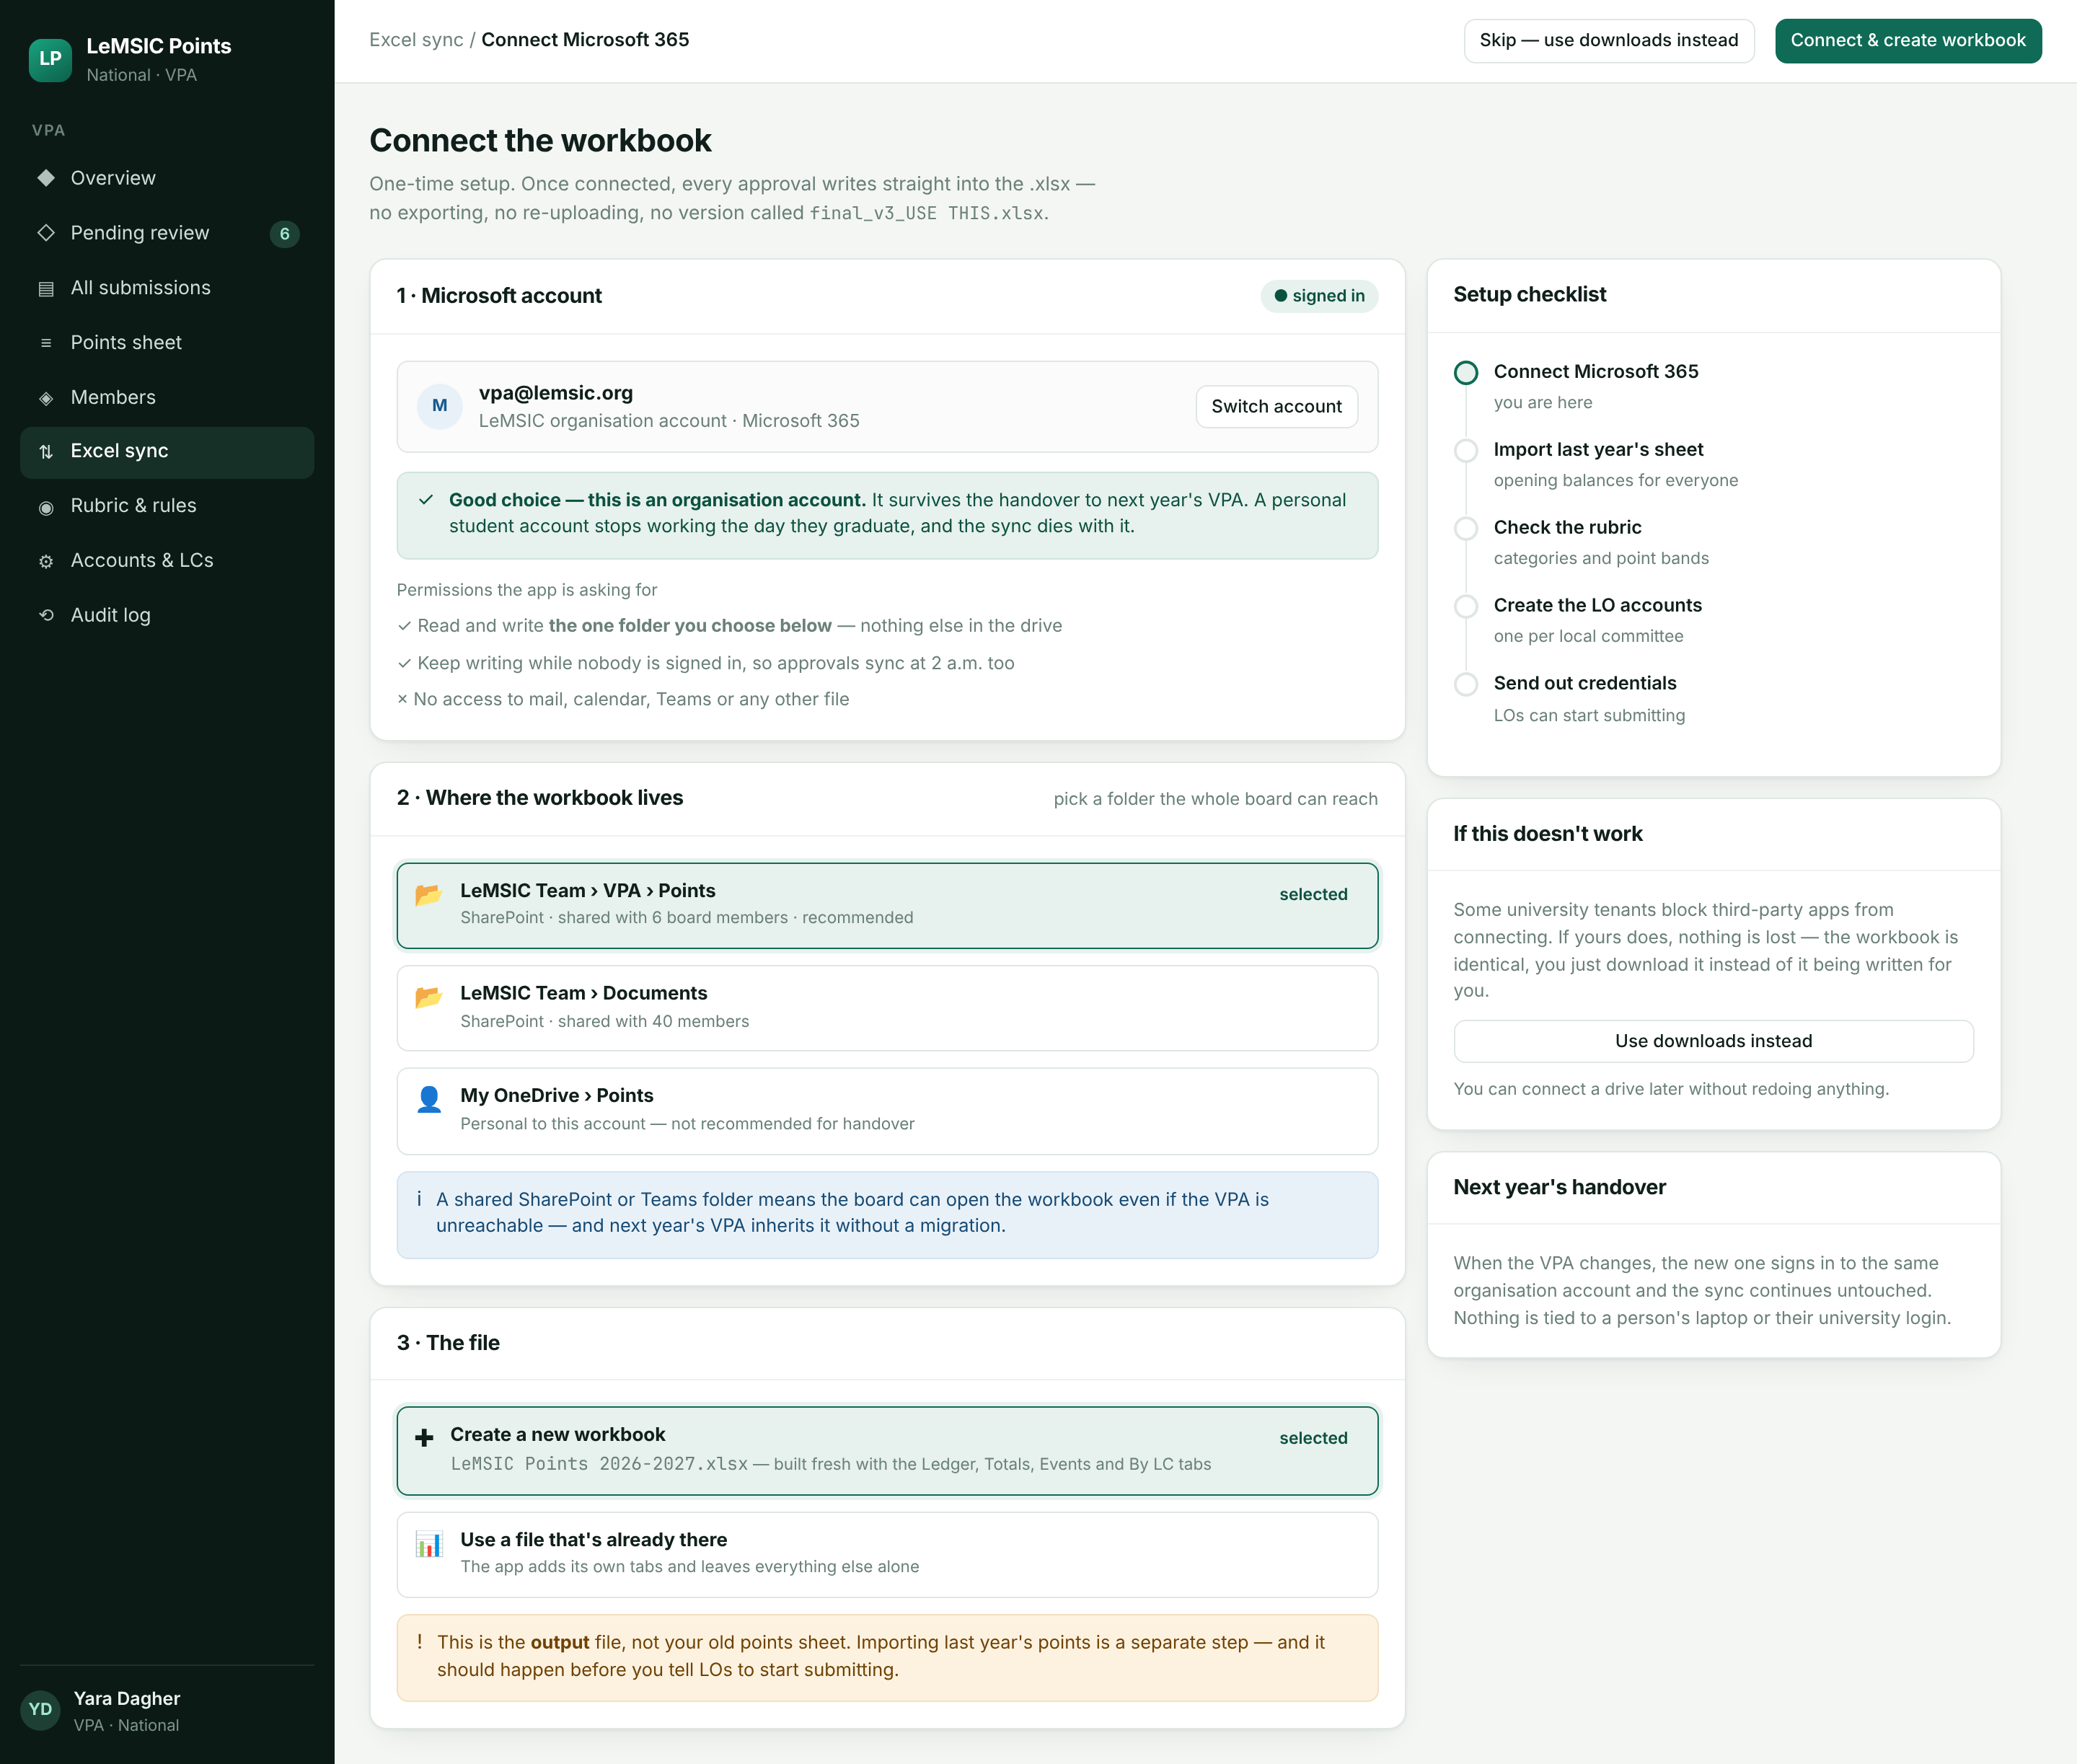 LP
LeMSIC Points
National · VPA
VPA
Overview
Pending review 6
All submissions
Points sheet
Members
Excel sync
Rubric & rules
Accounts & LCs
Audit log
YD
Yara Dagher
VPA · National
Excel sync / Connect Microsoft 365
Skip — use downloads instead
Connect & create workbook
Connect the workbook
One-time setup. Once connected, every approval writes straight into the .xlsx —
no exporting, no re-uploading, no version called final_v3_USE THIS.xlsx.
1 · Microsoft account
signed in
M
vpa@lemsic.org
LeMSIC organisation account · Microsoft 365
Switch account
✓ Good choice — this is an organisation account. It survives the handover to next year's VPA. A personal
student account stops working the day they graduate, and the sync dies with it.
Permissions the app is asking for
✓ Read and write the one folder you choose below — nothing else in the drive
✓ Keep writing while nobody is signed in, so approvals sync at 2 a.m. too
× No access to mail, calendar, Teams or any other file
2 · Where the workbook lives
pick a folder the whole board can reach
LeMSIC Team › VPA › Points
selected
SharePoint · shared with 6 board members · recommended
LeMSIC Team › Documents
SharePoint · shared with 40 members
My OneDrive › Points
Personal to this account — not recommended for handover
i A shared SharePoint or Teams folder means the board can open the workbook even if the VPA is
unreachable — and next year's VPA inherits it without a migration.
3 · The file
Create a new workbook
selected
LeMSIC Points 2026-2027.xlsx — built fresh with the Ledger, Totals, Events and By LC tabs
Use a file that's already there
The app adds its own tabs and leaves everything else alone
! This is the output file, not your old points sheet. Importing last year's points is a separate step — and it
should happen before you tell LOs to start submitting.
Setup checklist
Connect Microsoft 365
you are here
Import last year's sheet
opening balances for everyone
Check the rubric
categories and point bands
Create the LO accounts
one per local committee
Send out credentials
LOs can start submitting
If this doesn't work
Some university tenants block third-party apps from
connecting. If yours does, nothing is lost — the workbook is
identical, you just download it instead of it being written for
you.
Use downloads instead
You can connect a drive later without redoing anything.
Next year's handover
When the VPA changes, the new one signs in to the same
organisation account and the sync continues untouched.
Nothing is tied to a person's laptop or their university login.